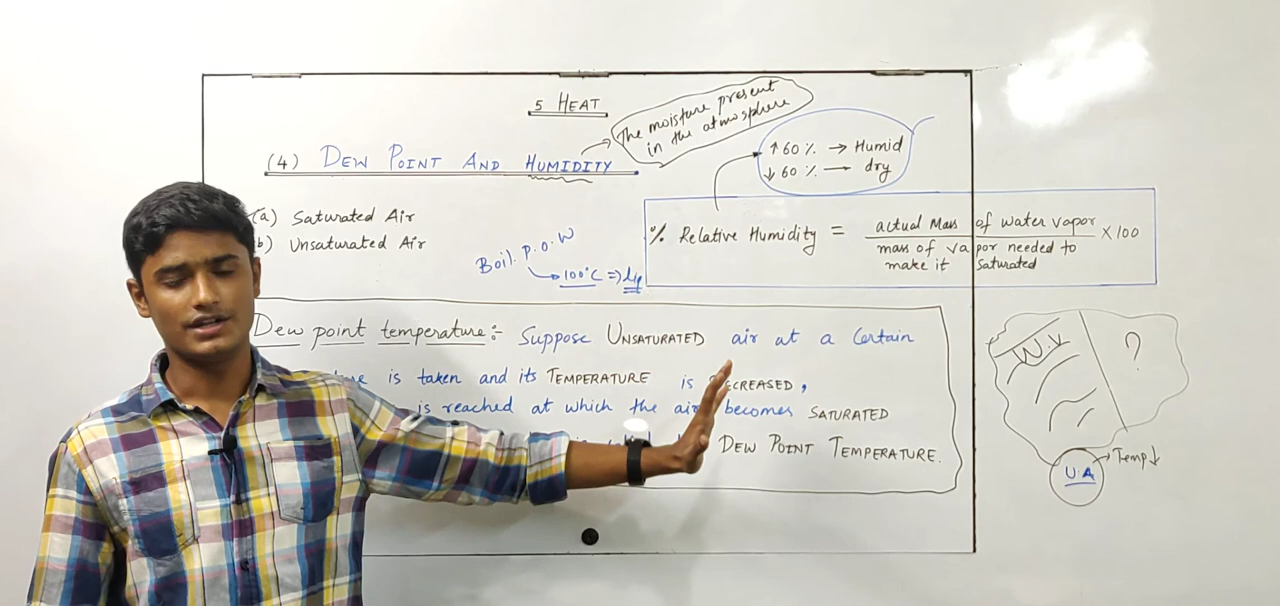 5 HEAT
The moisture present
in the atmosphere
(4) DEW POINT AND HUMIDITY
↑ 60 % → Humid
↓ 60 % → dry
(a) Saturated Air
b) Unsaturated Air
Boil. P. O. W
→ 100°C =>
% Relative Humidity = actual Mass of water vapor
mass of vapor needed to
make it saturated
X 100
Dew point temperature :- Suppose UNSATURATED air at a Certain
is taken and its TEMPERATURE is DECREASED,
is reached at which the air becomes SATURATED
DEW POINT TEMPERATURE.
W.V
?
U.A
→ Temp ↓